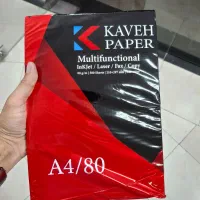 KAVEH
PAPER
Multifunctional
InkJet / Laser / Fax / Copy
A4/80